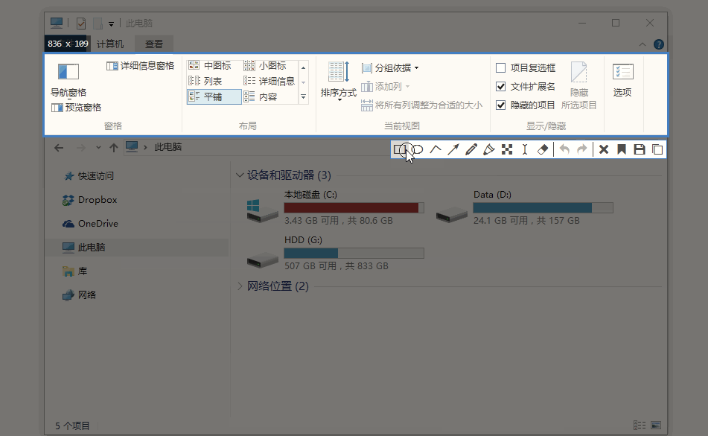 此电脑
836 x 109
计算机
查看
导航窗格
预览窗格
详细信息窗格
窗格
中图标
小图标
列表
详细信息
平铺
内容
布局
排序方式
分组依据
添加列
将所有列调整为合适的大小
当前视图
项目复选框
文件扩展名
隐藏的项目
隐藏
所选项目
显示/隐藏
选项
此电脑
快速访问
Dropbox
OneDrive
此电脑
库
网络
设备和驱动器 (3)
本地磁盘 (C:)
3.43 GB 可用，共 80.6 GB
Data (D:)
24.1 GB 可用，共 157 GB
HDD (G:)
507 GB 可用，共 833 GB
网络位置 (2)
5 个项目